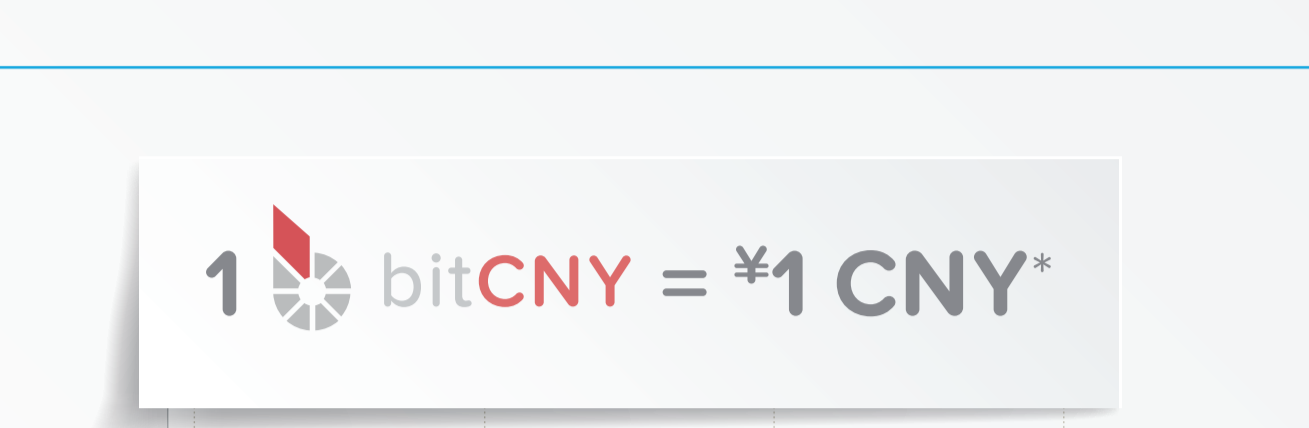 1 bitCNY = ¥1 CNY*